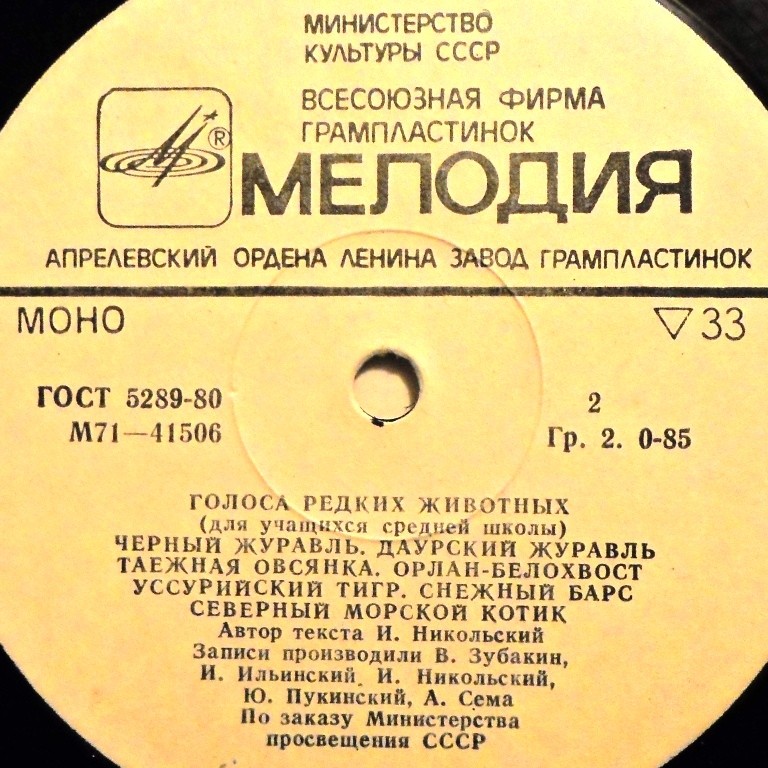 МИНИСТЕРСТВО
КУЛЬТУРЫ СССР
ВСЕСОЮЗНАЯ ФИРМА
ГРАМПЛАСТИНОК
®
МЕЛОДИЯ
АПРЕЛЕВСКИЙ ОРДЕНА ЛЕНИНА ЗАВОД ГРАМПЛАСТИНОК
МОНО ▽33
ГОСТ 5289-80 2
М71—41506 Гр. 2. 0-85
ГОЛОСА РЕДКИХ ЖИВОТНЫХ
(для учащихся средней школы)
ЧЕРНЫЙ ЖУРАВЛЬ. ДАУРСКИЙ ЖУРАВЛЬ
ТАЕЖНАЯ ОВСЯНКА. ОРЛАН-БЕЛОХВОСТ
УССУРИЙСКИЙ ТИГР. СНЕЖНЫЙ БАРС
СЕВЕРНЫЙ МОРСКОЙ КОТИК
Автор текста И. Никольский
Записи производили В. Зубакин,
И. Ильинский. И. Никольский,
Ю. Пукинский, А. Сема
По заказу Министерства
просвещения СССР